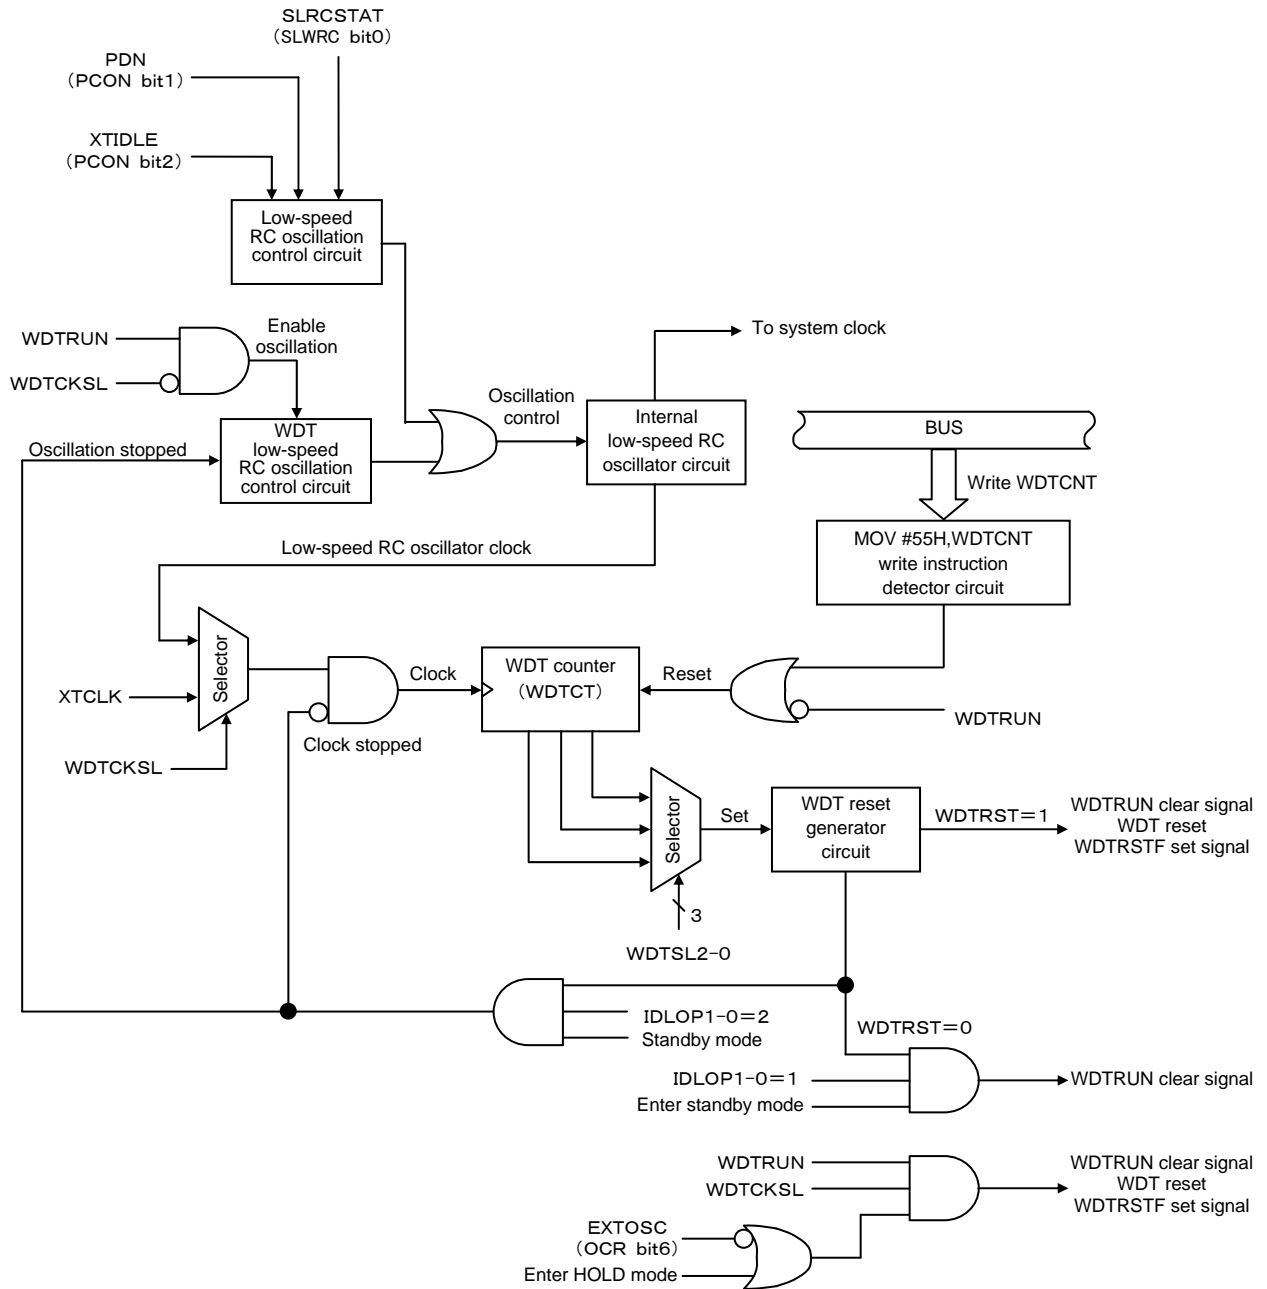 SLRCSTAT
(SLWRC bit0)
PDN
(PCON bit1)
XTIDLE
(PCON bit2)
Low-speed
RC oscillation
control circuit
WDTRUN
WDTCKSL
Enable
oscillation
To system clock
Oscillation stopped
WDT
low-speed
RC oscillation
control circuit
Oscillation
control
Internal
low-speed RC
oscillator circuit
BUS
Write WDTCNT
MOV #55H,WDTCNT
write instruction
detector circuit
Low-speed RC oscillator clock
Selector
XTCLK
WDTCKSL
Clock stopped
Clock
WDT counter
(WDTCT)
Reset
WDTRUN
Selector
3
WDTSL2-0
Set
WDT reset
generator
circuit
WDTRST=1
WDTRUN clear signal
WDT reset
WDTRSTF set signal
IDLOP1-0=2
Standby mode
WDTRST=0
IDLOP1-0=1
Enter standby mode
WDTRUN clear signal
WDTRUN
WDTCKSL
EXTOSC
(OCR bit6)
Enter HOLD mode
WDTRUN clear signal
WDT reset
WDTRSTF set signal